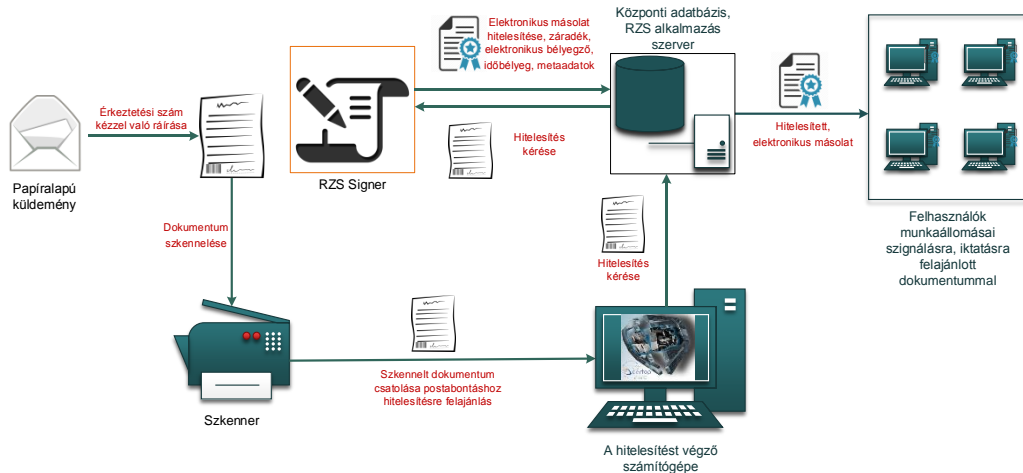 Papíralapú
küldemény
Érkeztetési szám
kézzel való ráírása
Dokumentum
szkennelése
Szkenner
Szkennelt dokumentum
csatolása postabontáshoz
hitelesítésre felajánlás
A hitelesítést végző
számítógépe
Hitelesítés
kérése
Központi adatbázis,
RZS alkalmazás
szerver
Hitelesítés
kérése
RZS Signer
Elektronikus másolat
hitelesítése, záradék,
elektronikus bélyegző,
időbélyeg, metaadatok
Hitelesített,
elektronikus másolat
Felhasználók
munkaállomásai
szignálásra, iktatásra
felajánlott
dokumentummal